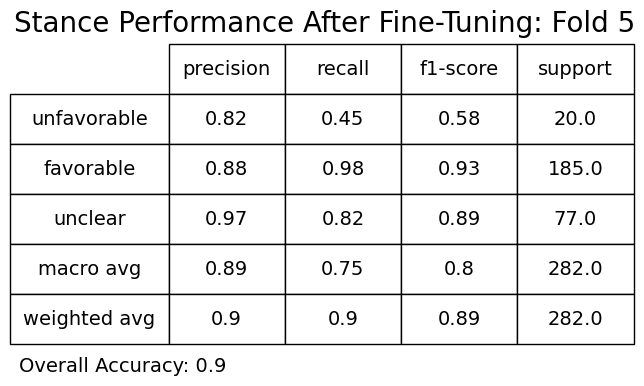 Stance Performance After Fine-Tuning: Fold 5
precision recall f1-score support
unfavorable 0.82 0.45 0.58 20.0
favorable 0.88 0.98 0.93 185.0
unclear 0.97 0.82 0.89 77.0
macro avg 0.89 0.75 0.8 282.0
weighted avg 0.9 0.9 0.89 282.0
Overall Accuracy: 0.9